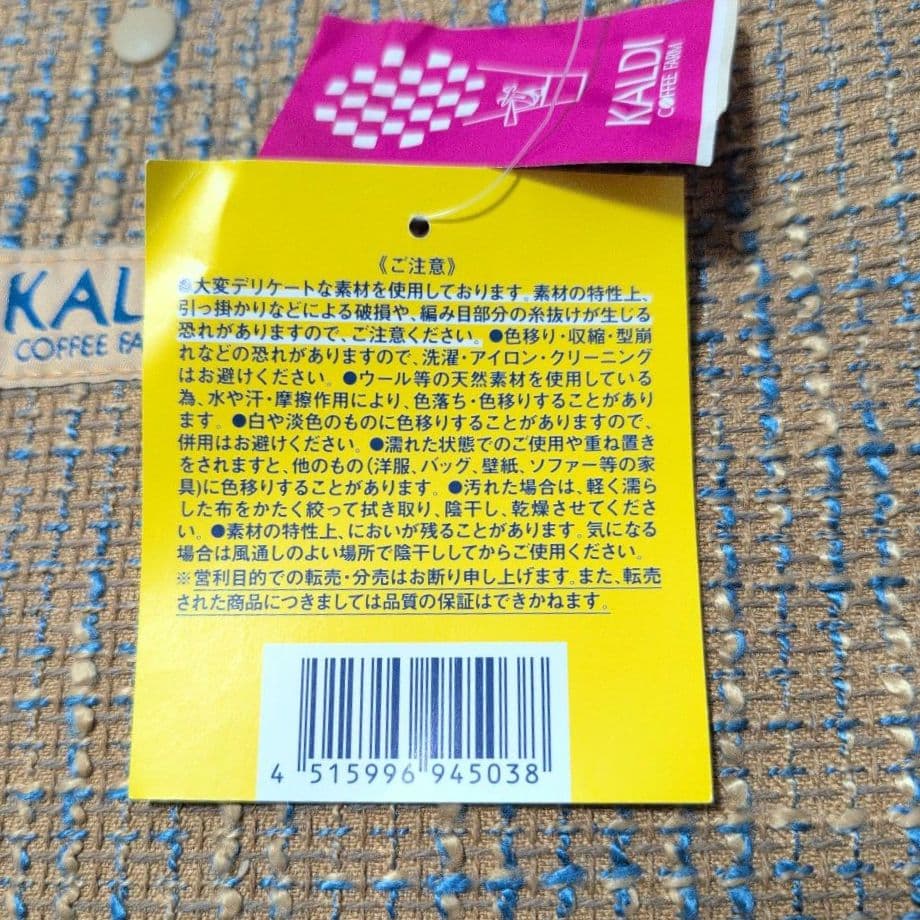 KALDI
COFFEE FARM
KAL
COFFEE FA
《ご注意》
●大変デリケートな素材を使用しております。素材の特性上、
引っ掛かりなどによる破損や、編み目部分の糸抜けが生じる
恐れがありますので、ご注意ください。●色移り・収縮・型崩
れなどの恐れがありますので、洗濯・アイロン・クリーニング
はお避けください。●ウール等の天然素材を使用している
為、水や汗・摩擦作用により、色落ち・色移りすることがあり
ます。●白や淡色のものに色移りすることがありますので、
併用はお避けください。●濡れた状態でのご使用や重ね置き
をされますと、他のもの(洋服、バッグ、壁紙、ソファー等の家
具)に色移りすることがあります。●汚れた場合は、軽く濡ら
した布をかたく絞って拭き取り、陰干し、乾燥させてくださ
い。●素材の特性上、においが残ることがあります。気になる
場合は風通しのよい場所で陰干ししてからご使用ください。
※営利目的での転売・分売はお断り申し上げます。また、転売
された商品につきましては品質の保証はできかねます。
4 515996 945038